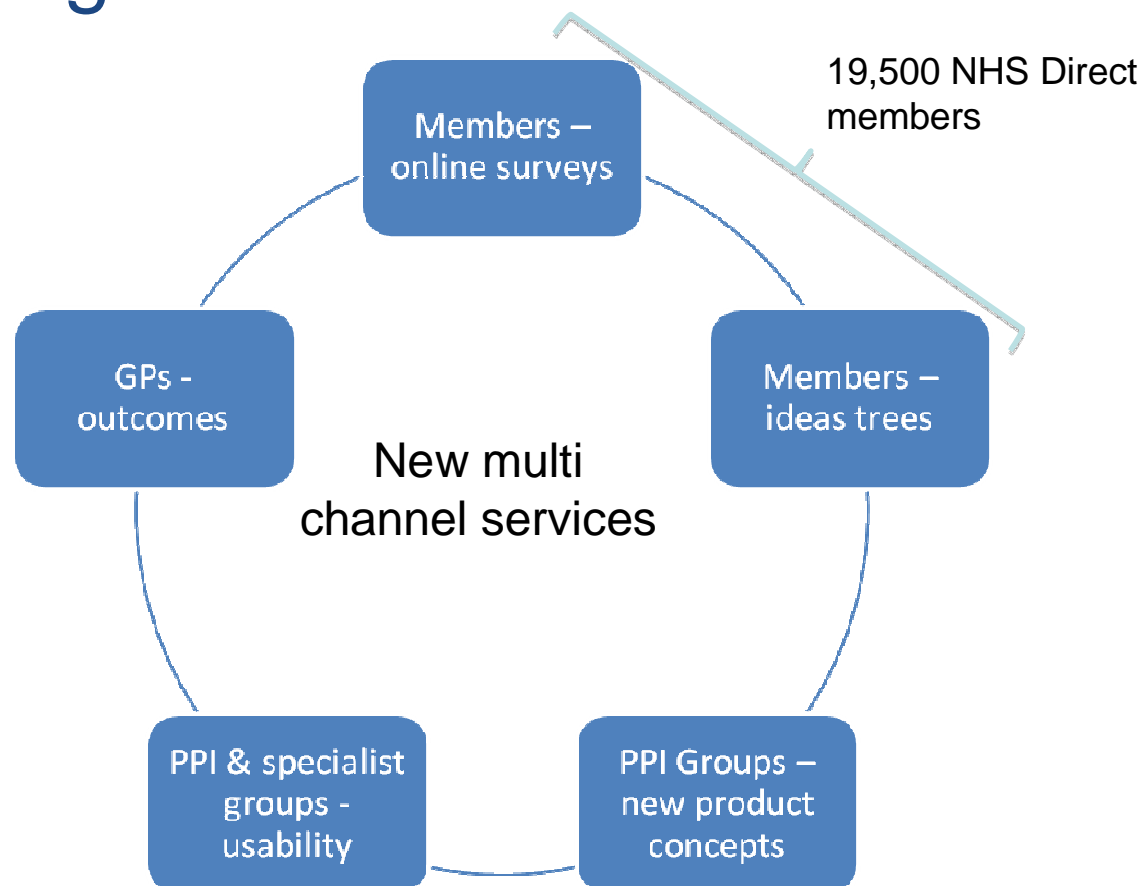 19,500 NHS Direct
members
Members –
online surveys
GPs -
outcomes
Members –
ideas trees
New multi
channel services
PPI & specialist
groups -
usability
PPI Groups –
new product
concepts